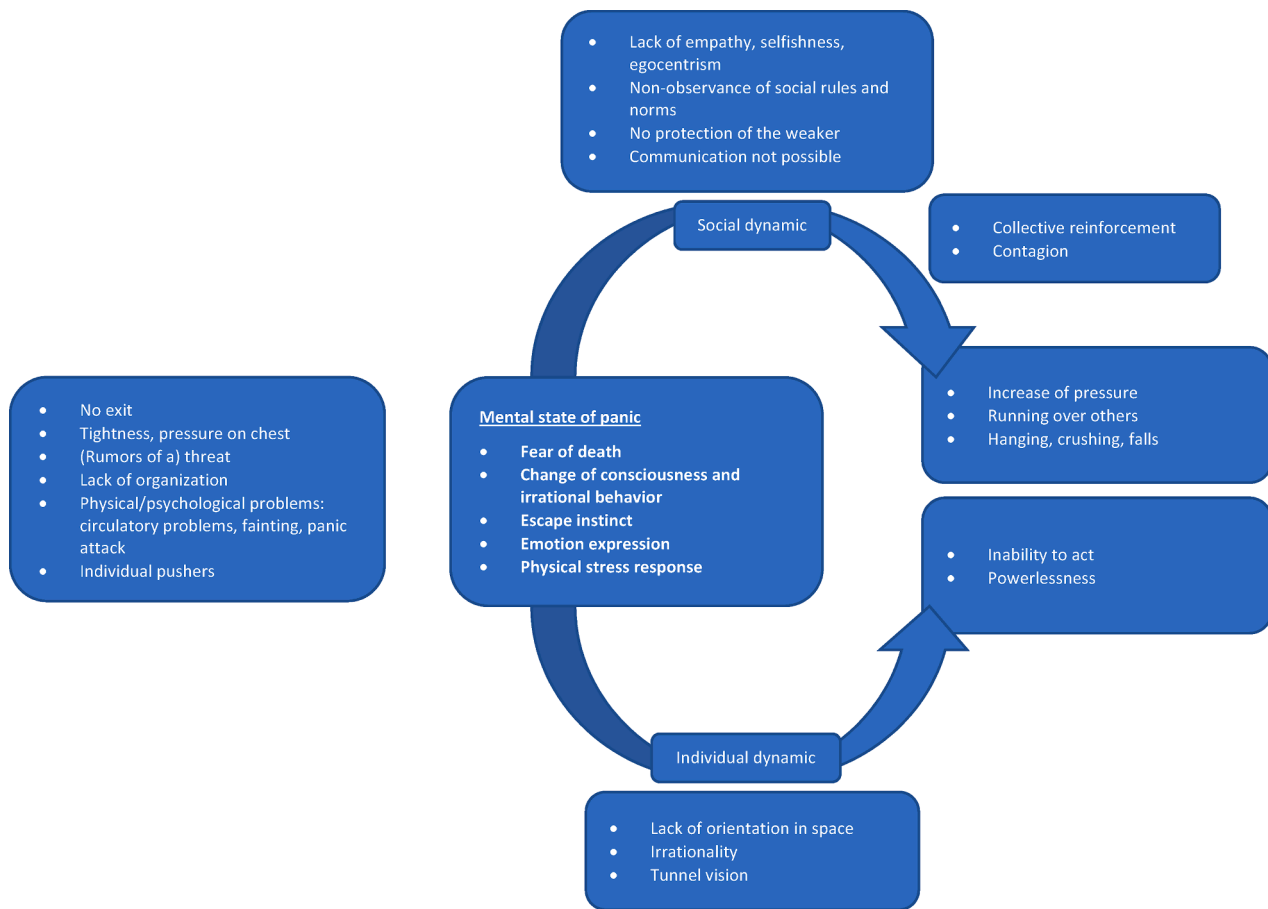 • Lack of empathy, selfishness,
egocentrism
• Non-observance of social rules and
norms
• No protection of the weaker
• Communication not possible
Social dynamic
• Collective reinforcement
• Contagion
• No exit
• Tightness, pressure on chest
• (Rumors of a) threat
• Lack of organization
• Physical/psychological problems:
circulatory problems, fainting, panic
attack
• Individual pushers
Mental state of panic
• Fear of death
• Change of consciousness and
irrational behavior
• Escape instinct
• Emotion expression
• Physical stress response
• Increase of pressure
• Running over others
• Hanging, crushing, falls
• Inability to act
• Powerlessness
Individual dynamic
• Lack of orientation in space
• Irrationality
• Tunnel vision